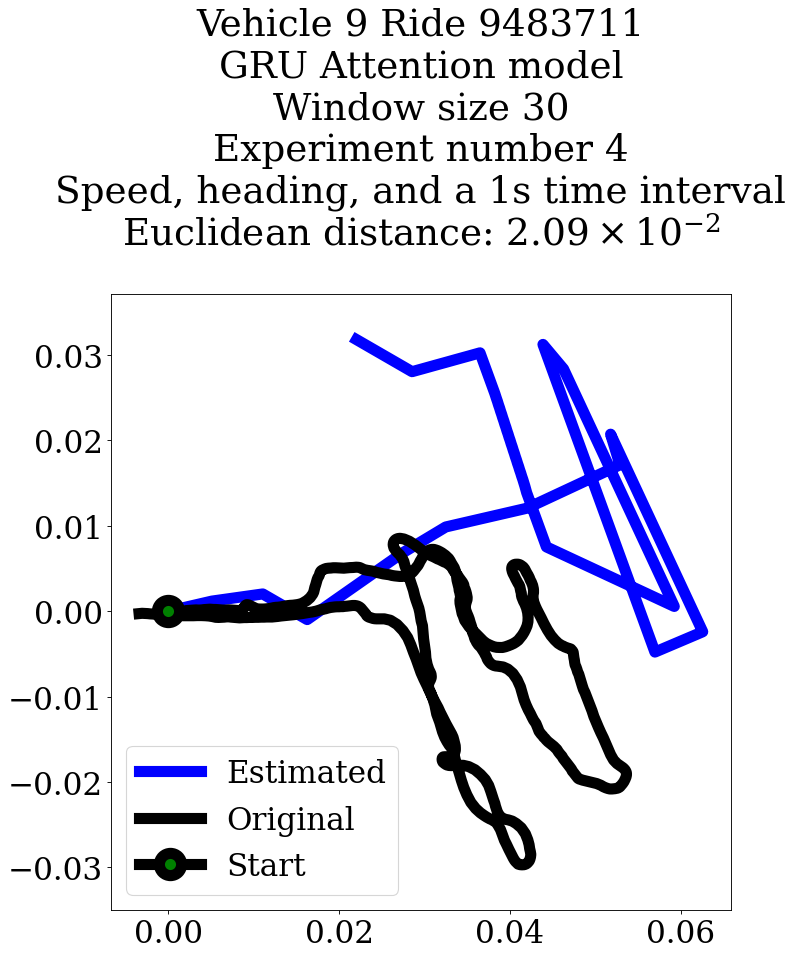 Vehicle 9 Ride 9483711
GRU Attention model
Window size 30
Experiment number 4
Speed, heading, and a 1s time interval
Euclidean distance: 2.09 × 10⁻²
0.03
0.02
0.01
0.00
−0.01
−0.02
−0.03
Estimated
Original
Start
0.00 0.02 0.04 0.06